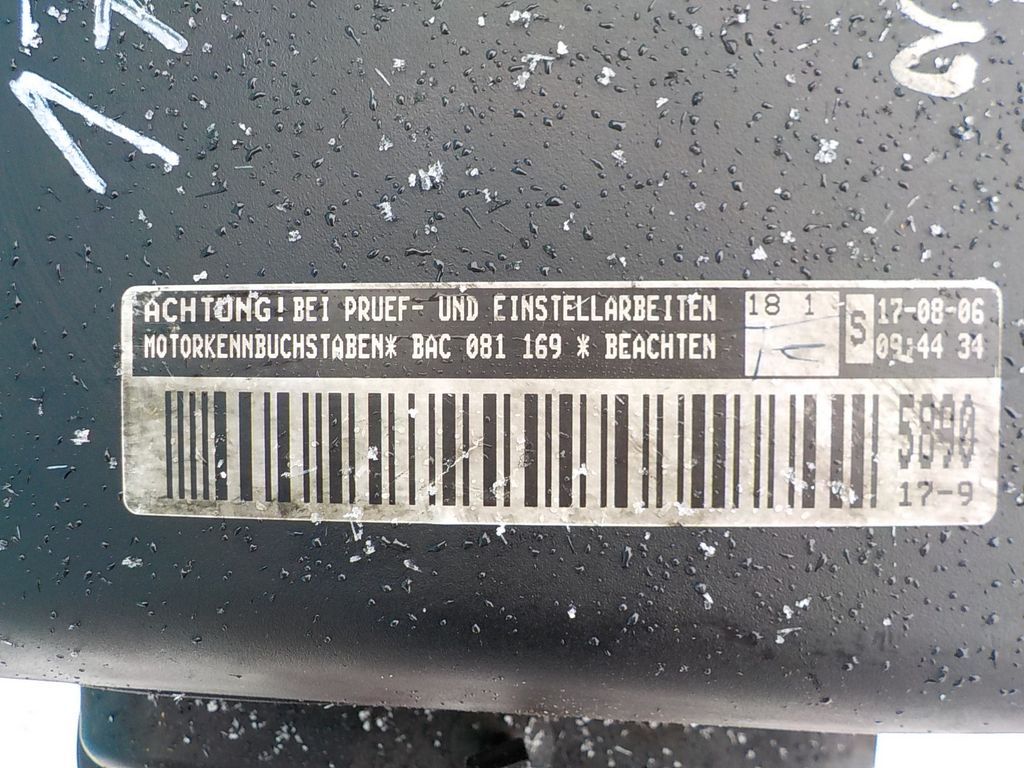 ACHTUNG! BEI PRUEF- UND EINSTELLARBEITEN
MOTORKENNBUCHSTABEN* BAC 081 169 * BEACHTEN
18 1
S
17-08-06
09:44 34
5890
17-9